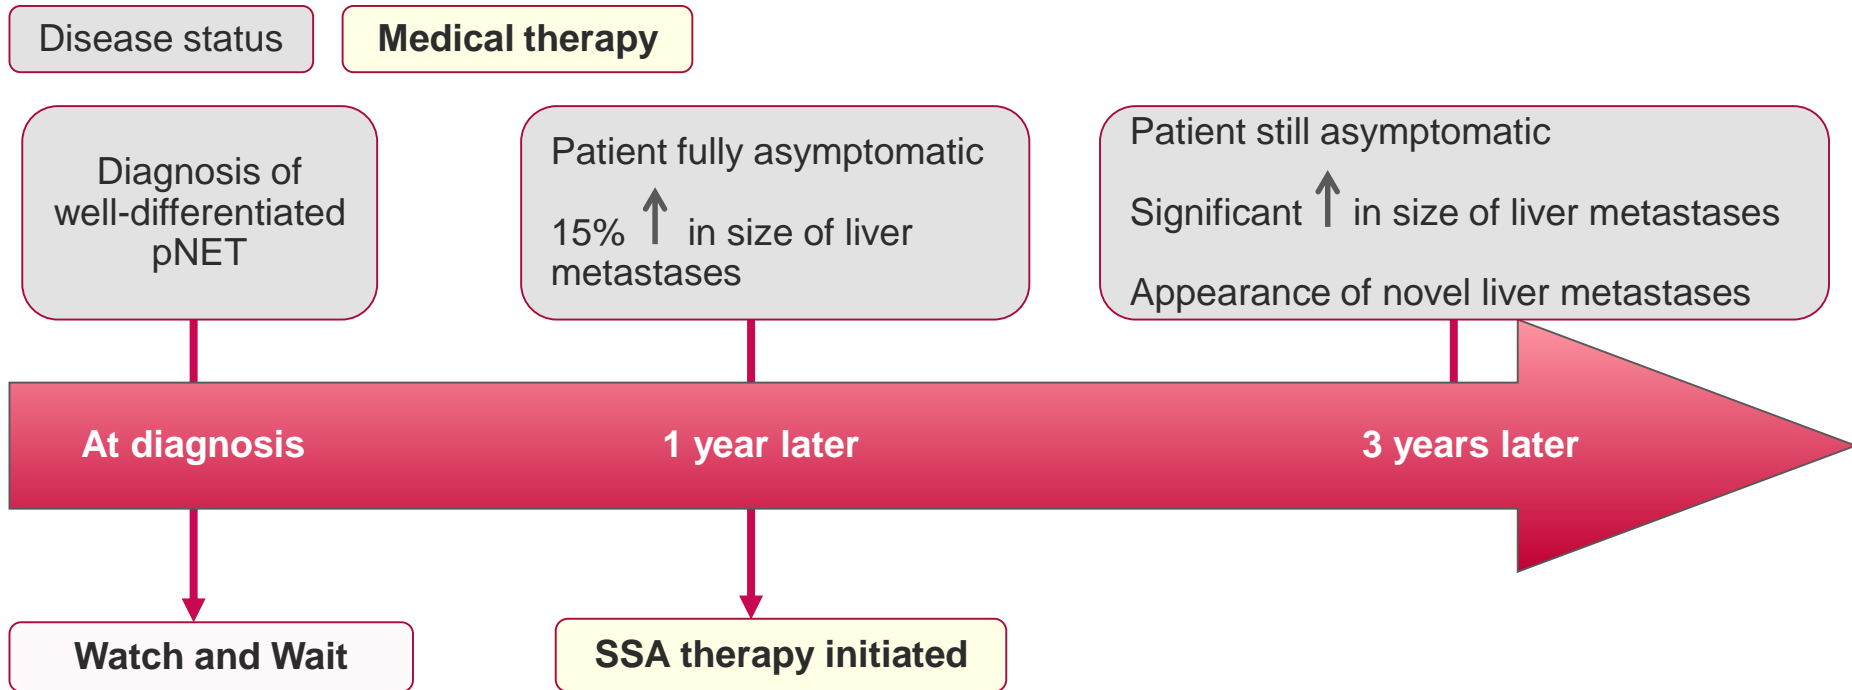 Disease status
Medical therapy
Diagnosis of
well-differentiated
pNET
Patient fully asymptomatic
15% ↑ in size of liver
metastases
Patient still asymptomatic
Significant ↑ in size of liver metastases
Appearance of novel liver metastases
At diagnosis
1 year later
3 years later
Watch and Wait
SSA therapy initiated